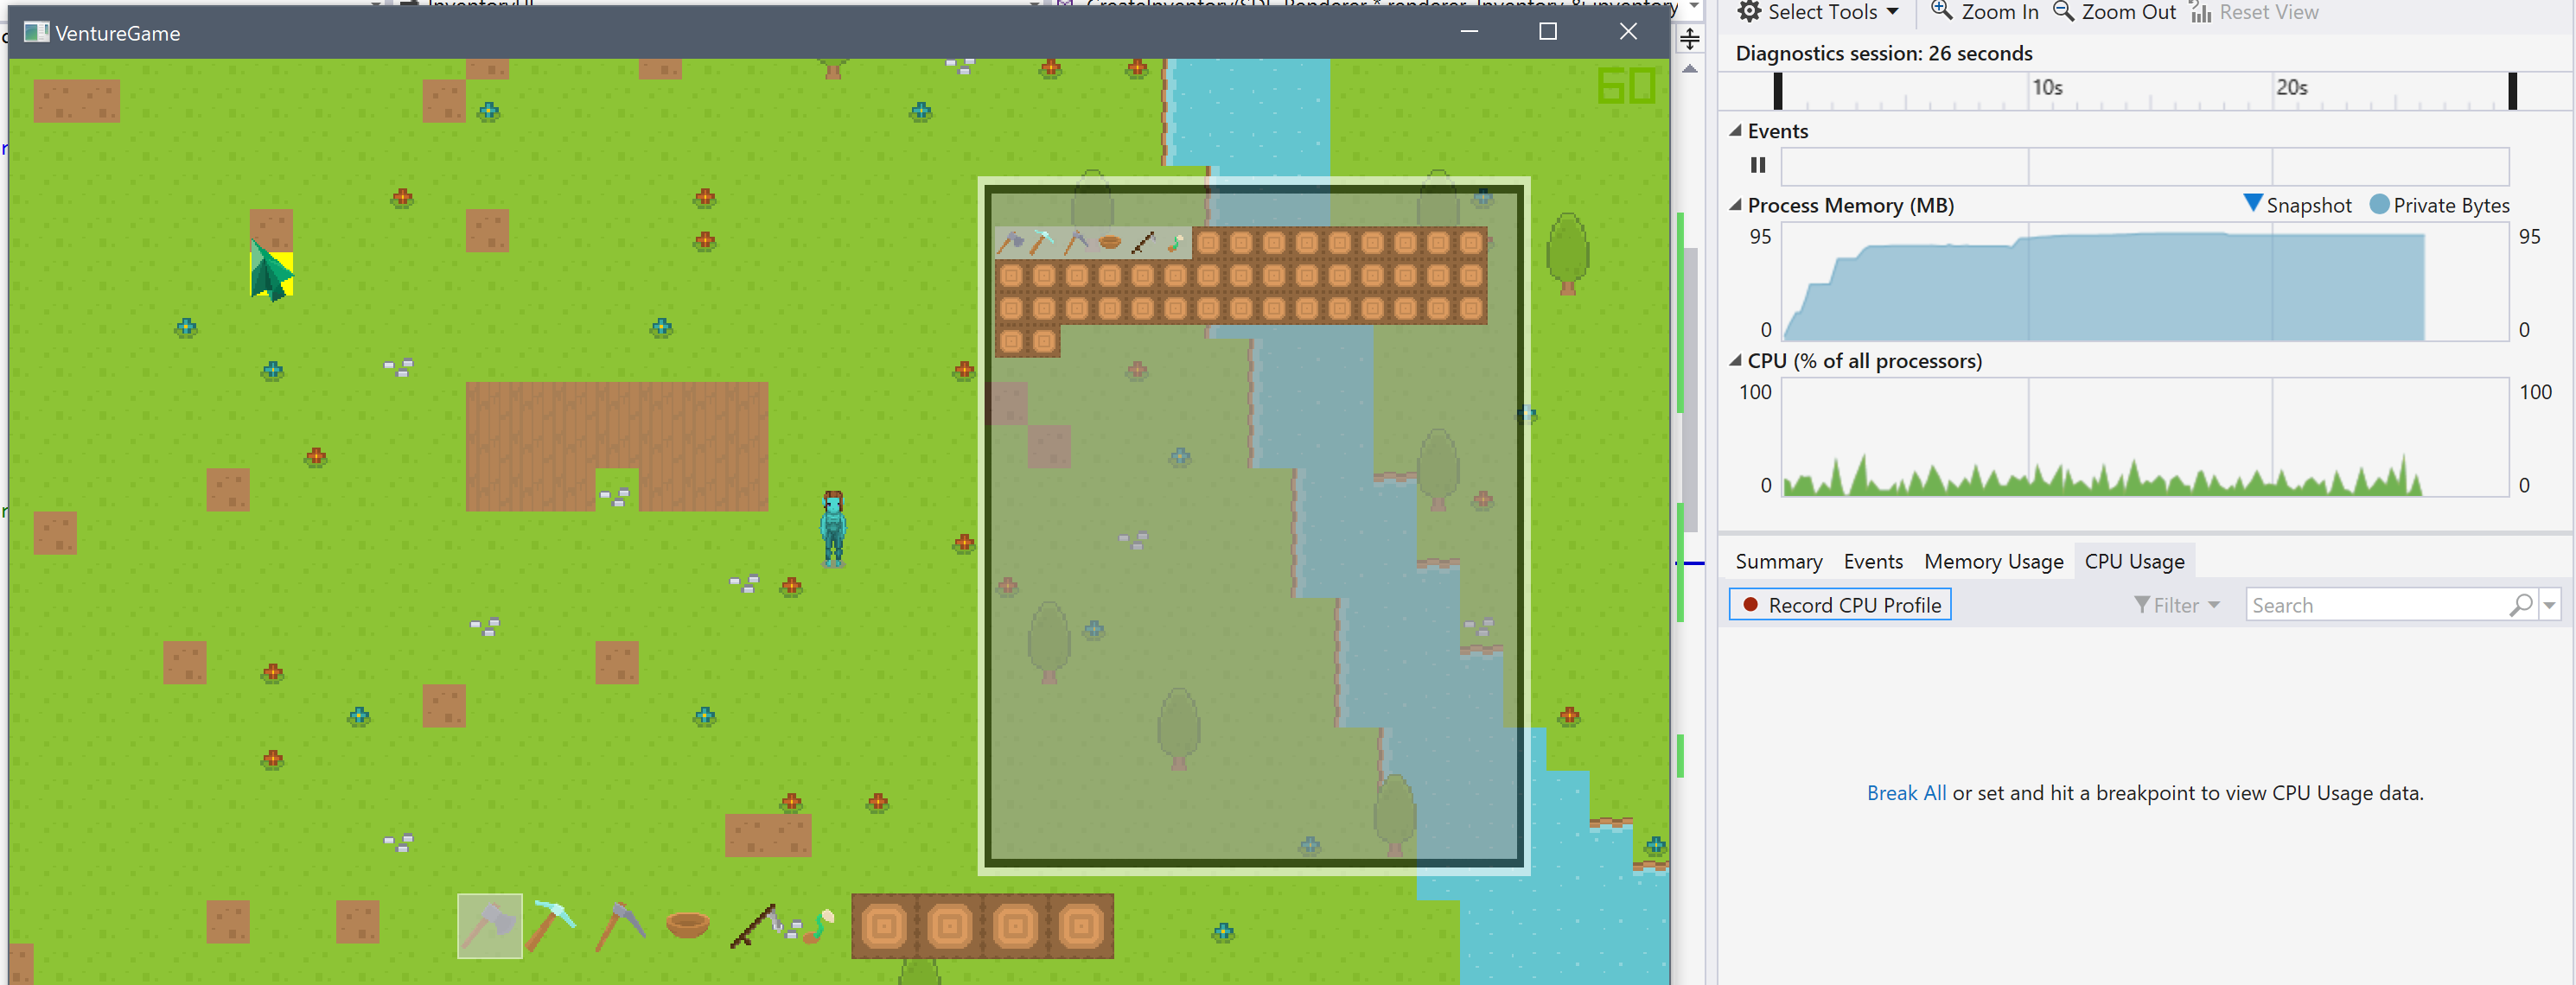 VentureGame
60
Select Tools
Zoom In
Zoom Out
Reset View
Diagnostics session: 26 seconds
10s
20s
Events
Process Memory (MB)
Snapshot
Private Bytes
95
95
0
0
CPU (% of all processors)
100
100
0
0
Summary
Events
Memory Usage
CPU Usage
Record CPU Profile
Filter
Search
Break All or set and hit a breakpoint to view CPU Usage data.